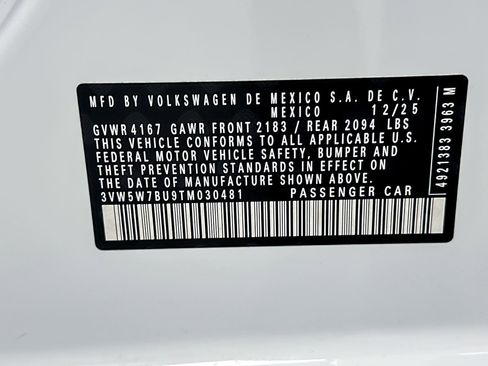 MFD BY VOLKSWAGEN DE MEXICO S.A. DE C.V.
MEXICO 12/25
GVWR 4167 GAWR FRONT 2183 / REAR 2094 LBS
THIS VEHICLE CONFORMS TO ALL APPLICABLE U.S.
FEDERAL MOTOR VEHICLE SAFETY, BUMPER AND
THEFT PREVENTION STANDARDS IN EFFECT ON THE
DATE OF MANUFACTURE SHOWN ABOVE.
3VW5W7BU9TM030481 PASSENGER CAR
4921383 3963 M